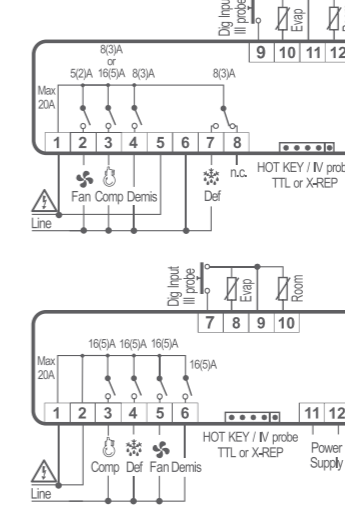 Dig Input
III probe
Evap
9 10 11 12
8(3)A
or
5(2)A 16(5)A 8(3)A 8(3)A
Max
20A
1 2 3 4 5 6 7 8
HOT KEY / IV prob
TTL or X-REP
n.c.
Fan Comp Demis Def
Line
Dig Input
III probe
Evap
Room
7 8 9 10
16(5)A 16(5)A 16(5)A
16(5)A
Max
20A
1 2 3 4 5 6 11 12
HOT KEY / IV probe
TTL or X-REP
Power
Supply
Comp Def Fan Demis
Line